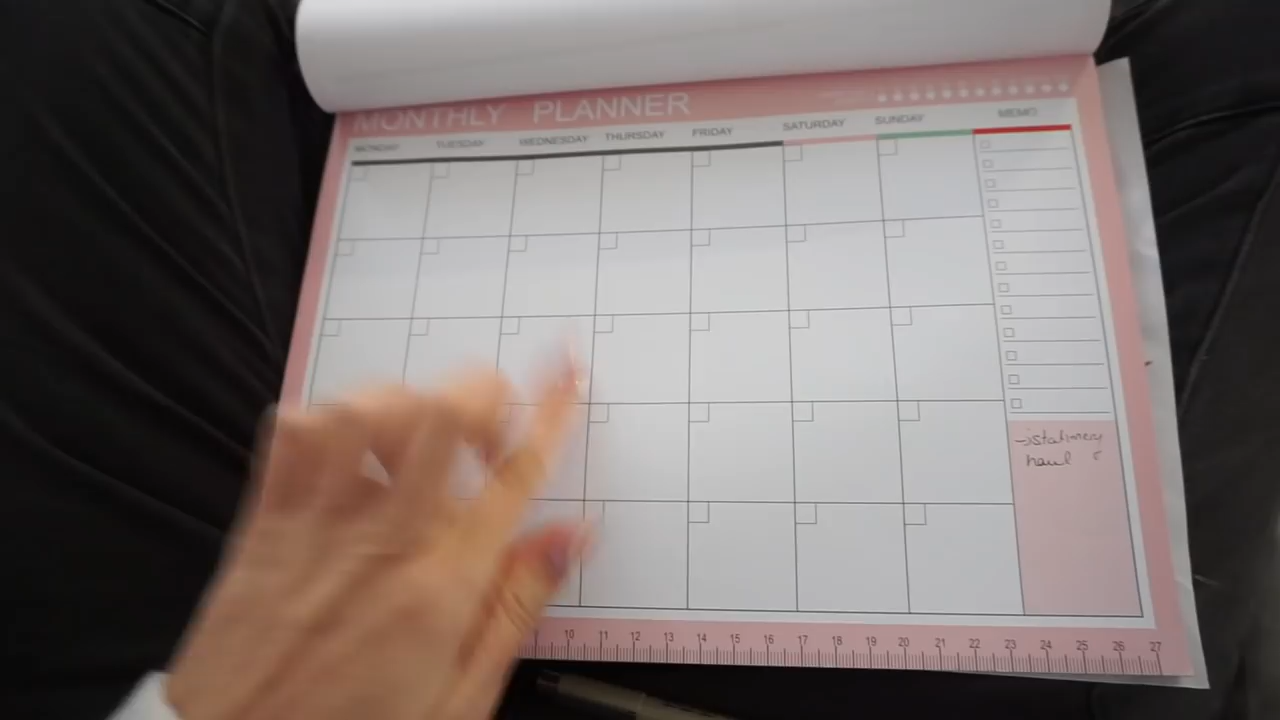 MONTHLY PLANNER
MONDAY TUESDAY WEDNESDAY THURSDAY FRIDAY SATURDAY SUNDAY MEMO
→stationery
haul
10 11 12 13 14 15 16 17 18 19 20 21 22 23 24 25 26 27